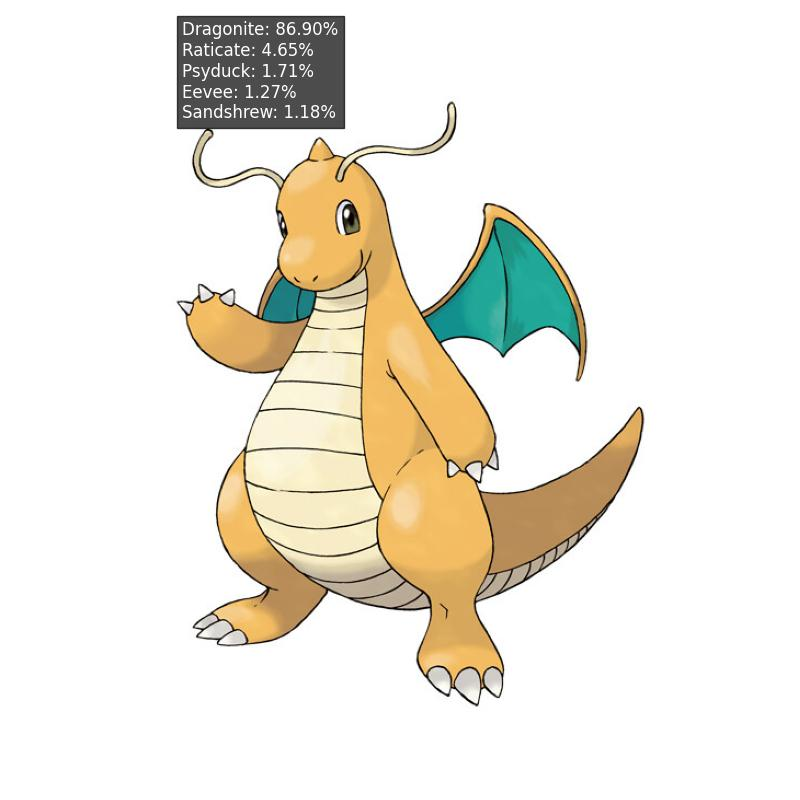 Dragonite: 86.90%
Raticate: 4.65%
Psyduck: 1.71%
Eevee: 1.27%
Sandshrew: 1.18%